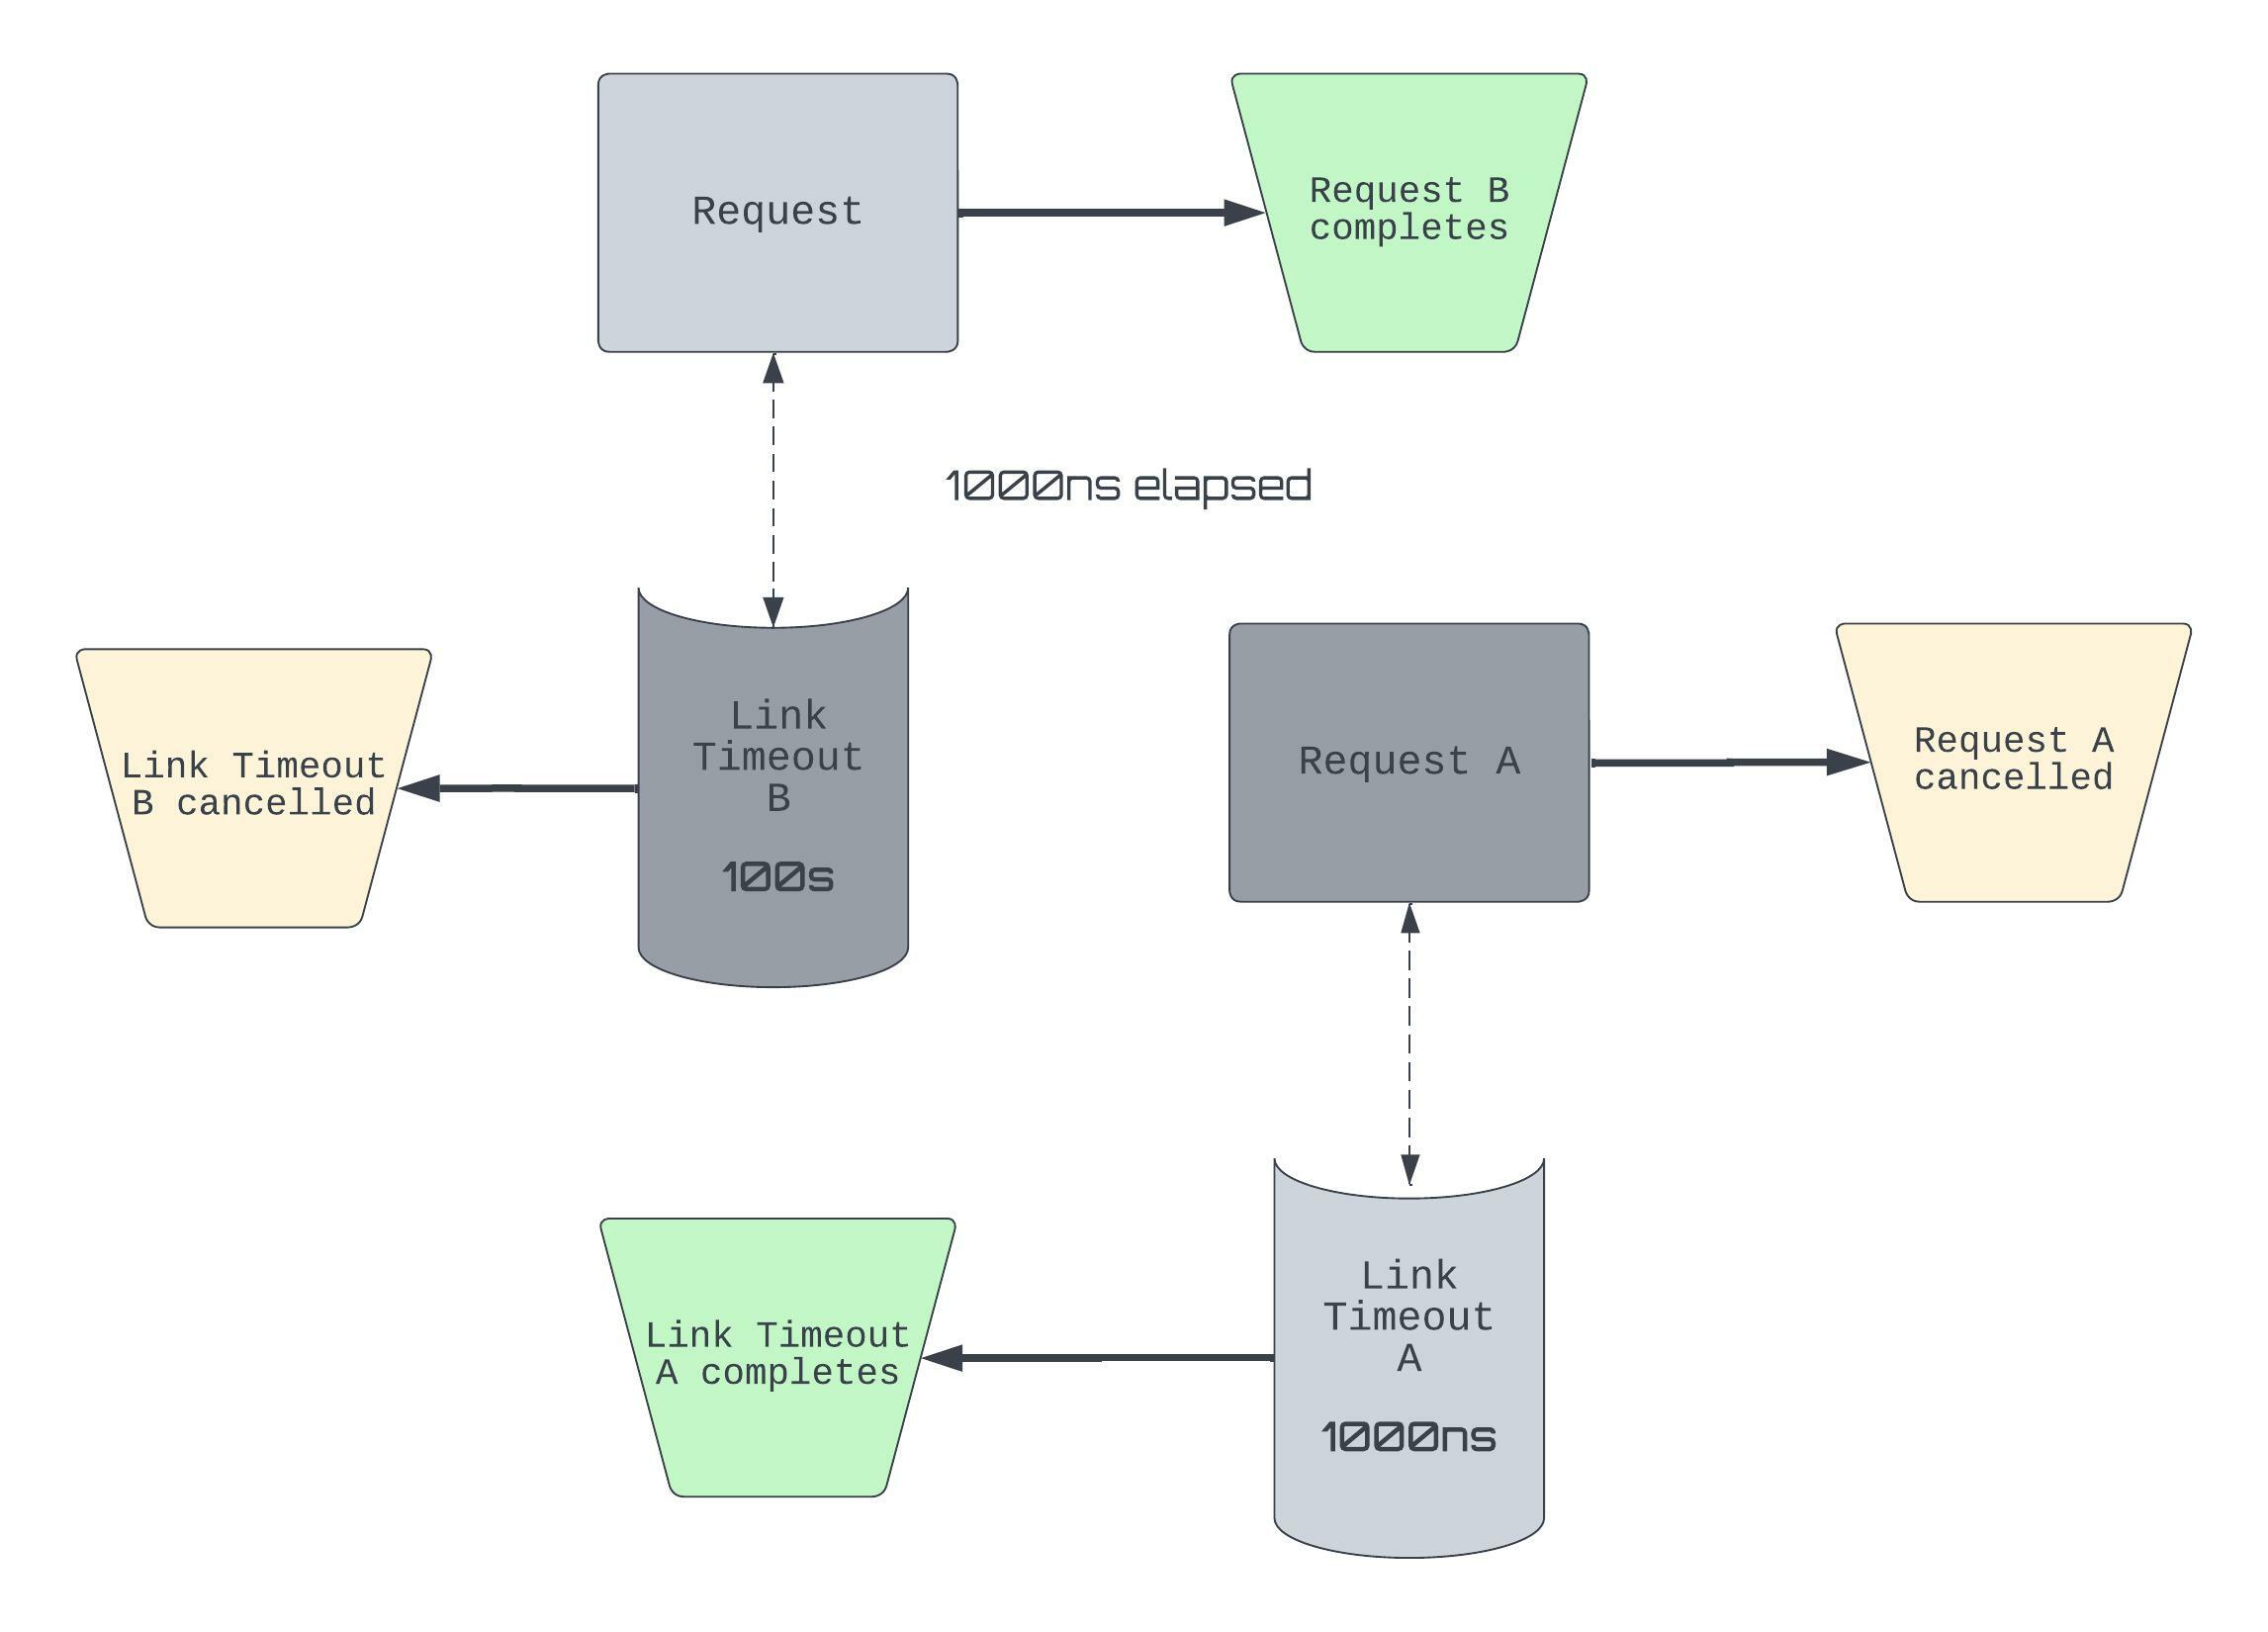 Request
Request B
completes
1000ns elapsed
Link Timeout
B cancelled
Link
Timeout
B
100s
Request A
Request A
cancelled
Link Timeout
A completes
Link
Timeout
A
1000ns